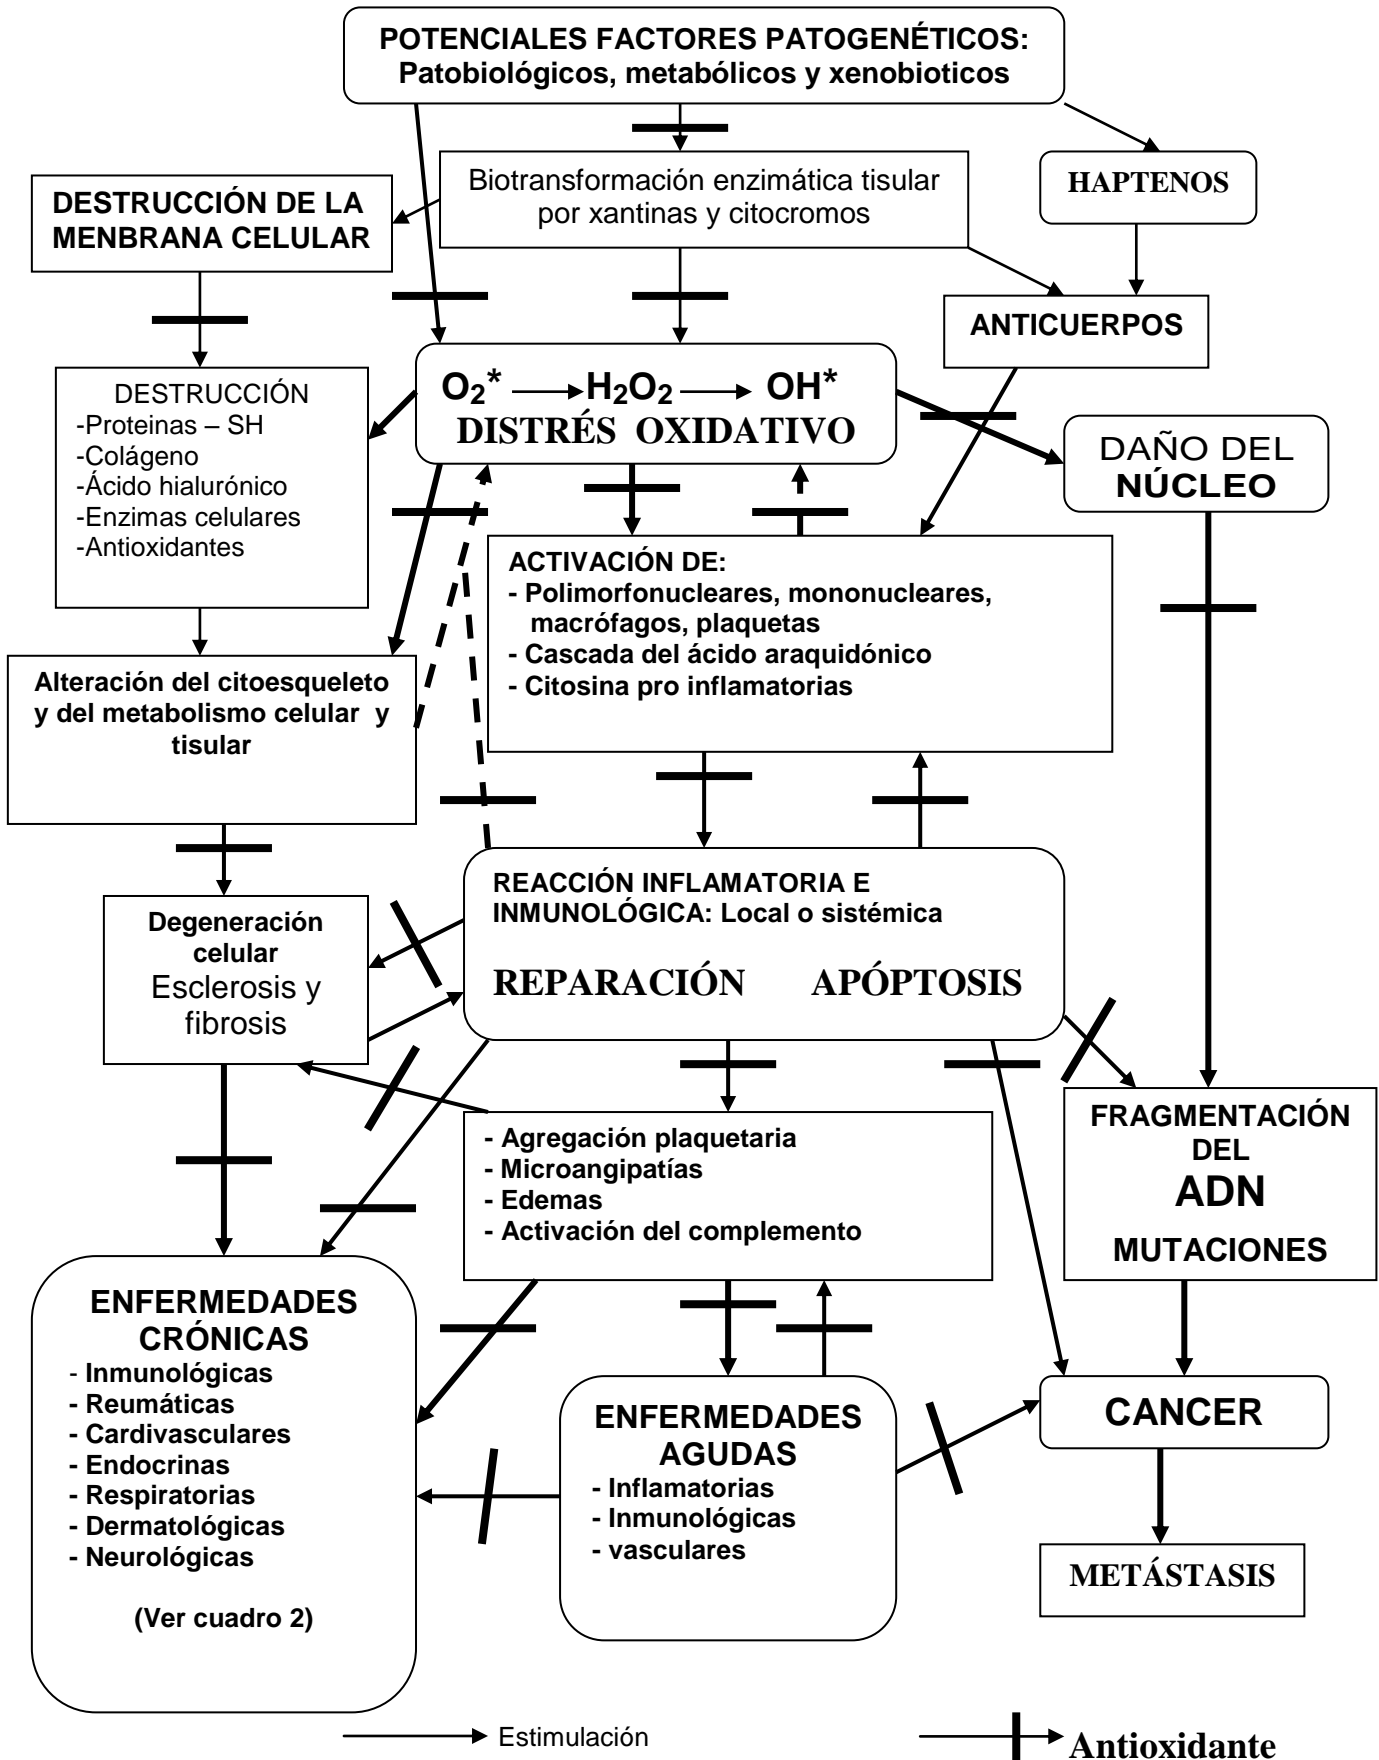 POTENCIALES FACTORES PATOGENÉTICOS:
Patobiológicos, metabólicos y xenobioticos
Biotransformación enzimática tisular
por xantinas y citocromos
HAPTENOS
DESTRUCCIÓN DE LA
MENBRANA CELULAR
ANTICUERPOS
O2* H2O2 OH*
DISTRÉS OXIDATIVO
DESTRUCCIÓN
-Proteinas – SH
-Colágeno
-Ácido hialurónico
-Enzimas celulares
-Antioxidantes
DAÑO DEL
NÚCLEO
ACTIVACIÓN DE:
- Polimorfonucleares, mononucleares,
macrófagos, plaquetas
- Cascada del ácido araquidónico
- Citosina pro inflamatorias
Alteración del citoesqueleto
y del metabolismo celular y
tisular
REACCIÓN INFLAMATORIA E
INMUNOLÓGICA: Local o sistémica
REPARACIÓN APÓPTOSIS
Degeneración
celular
Esclerosis y
fibrosis
- Agregación plaquetaria
- Microangipatías
- Edemas
- Activación del complemento
FRAGMENTACIÓN
DEL
ADN
MUTACIONES
ENFERMEDADES
CRÓNICAS
- Inmunológicas
- Reumáticas
- Cardivasculares
- Endocrinas
- Respiratorias
- Dermatológicas
- Neurológicas
(Ver cuadro 2)
ENFERMEDADES
AGUDAS
- Inflamatorias
- Inmunológicas
- vasculares
CANCER
METÁSTASIS
Estimulación
Antioxidante